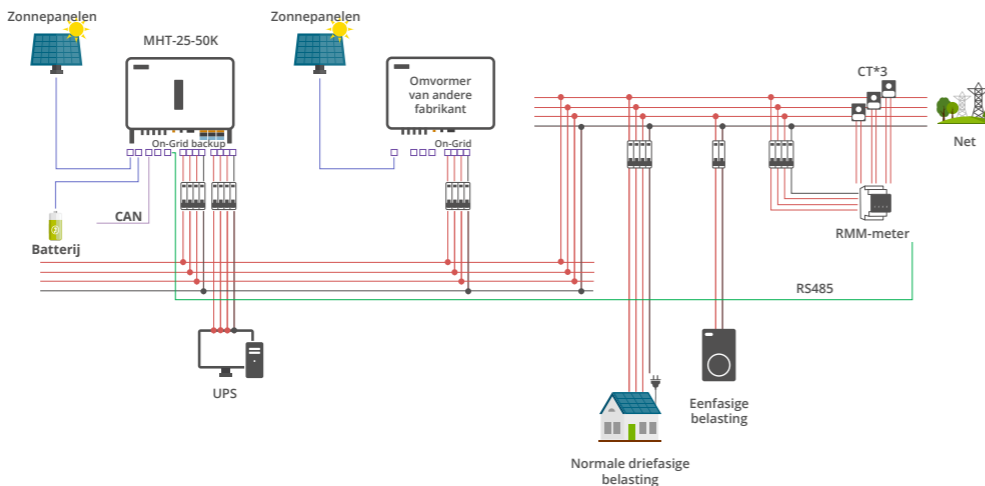 Zonnepanelen
MHT-25-50K
Zonnepanelen
Omvormer
van andere
fabrikant
CT*3
Net
On-Grid backup
On-Grid
CAN
Batterij
RMM-meter
RS485
UPS
Eenfasige
belasting
Normale driefasige
belasting